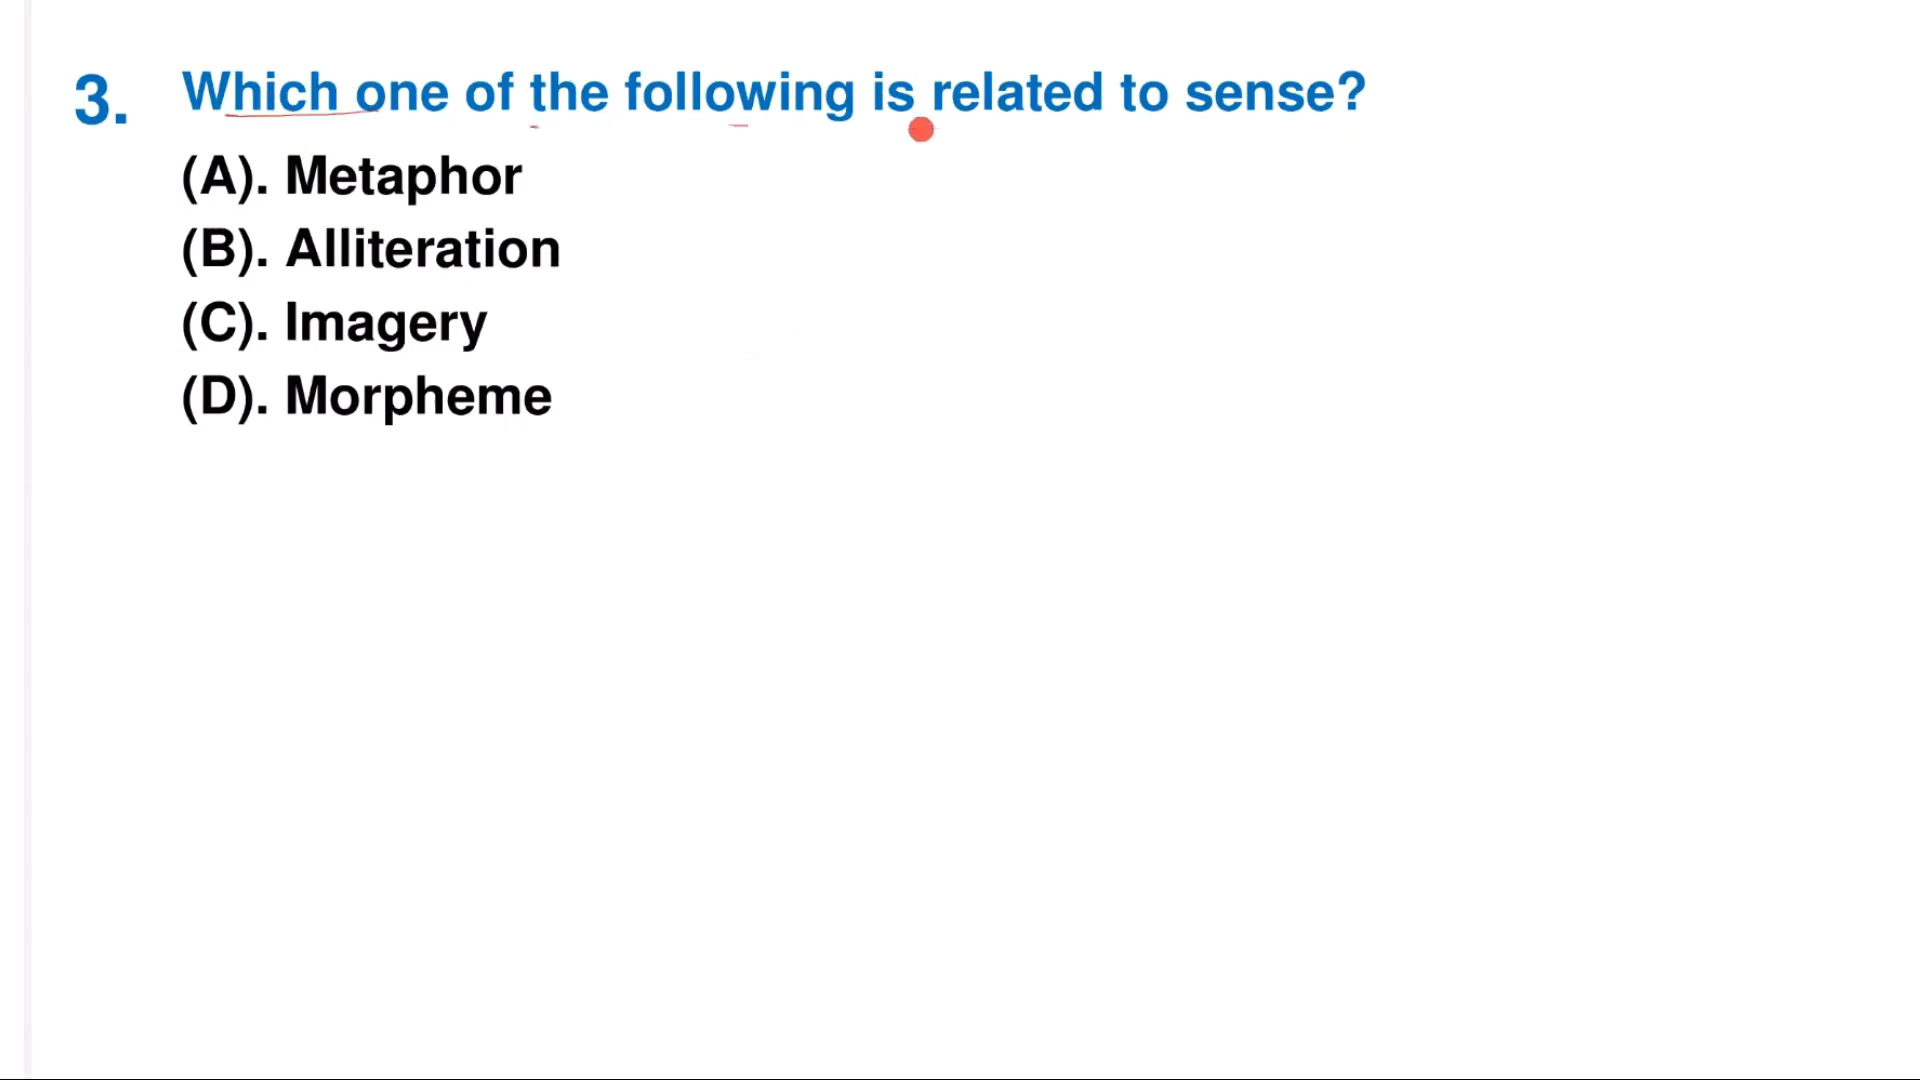 3. Which one of the following is related to sense?
(A). Metaphor
(B). Alliteration
(C). Imagery
(D). Morpheme